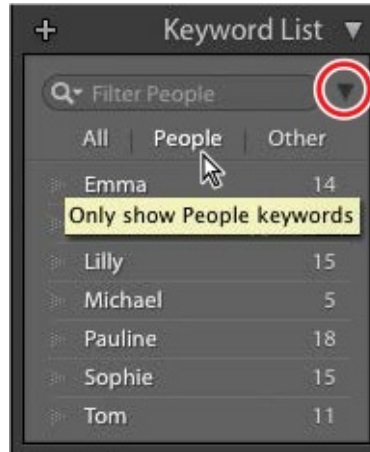 Keyword List
Filter People
All People Other
Emma 14
Only show People keywords
Lilly 15
Michael 5
Pauline 18
Sophie 15
Tom 11